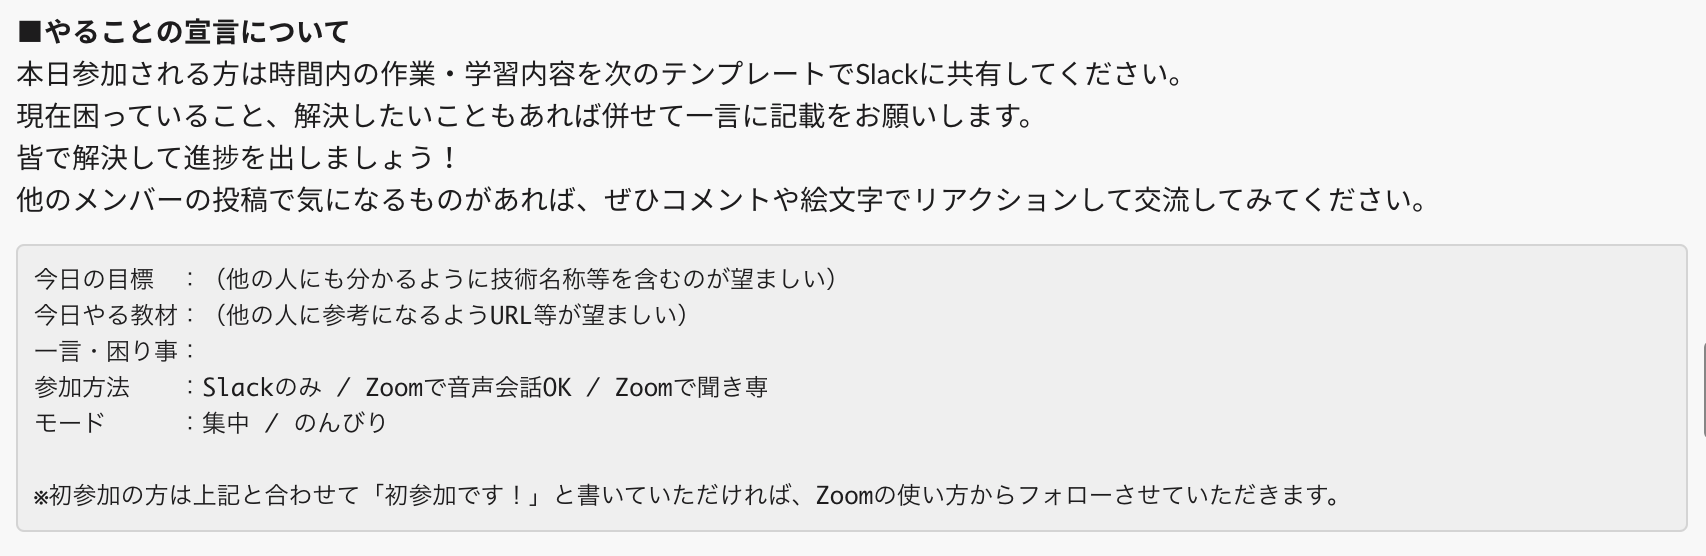 ■やることの宣言について
本日参加される方は時間内の作業・学習内容を次のテンプレートでSlackに共有してください。
現在困っていること、解決したいこともあれば併せて一言に記載をお願いします。
皆で解決して進捗を出しましょう！
他のメンバーの投稿で気になるものがあれば、ぜひコメントや絵文字でリアクションして交流してみてください。
今日の目標　：（他の人にも分かるように技術名称等を含むのが望ましい）
今日やる教材：（他の人に参考になるようURL等が望ましい）
一言・困り事：
参加方法　　：Slackのみ / Zoomで音声会話OK / Zoomで聞き専
モード　　　：集中 / のんびり
※初参加の方は上記と合わせて「初参加です！」と書いていただければ、Zoomの使い方からフォローさせていただきます。